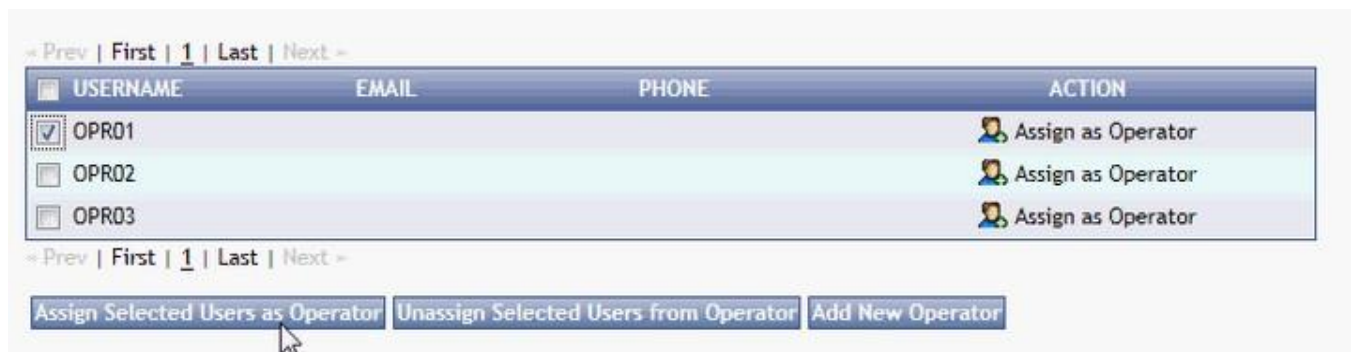 « Prev | First | 1 | Last | Next »
USERNAME EMAIL PHONE ACTION
OPR01 Assign as Operator
OPR02 Assign as Operator
OPR03 Assign as Operator
« Prev | First | 1 | Last | Next »
Assign Selected Users as Operator Unassign Selected Users from Operator Add New Operator